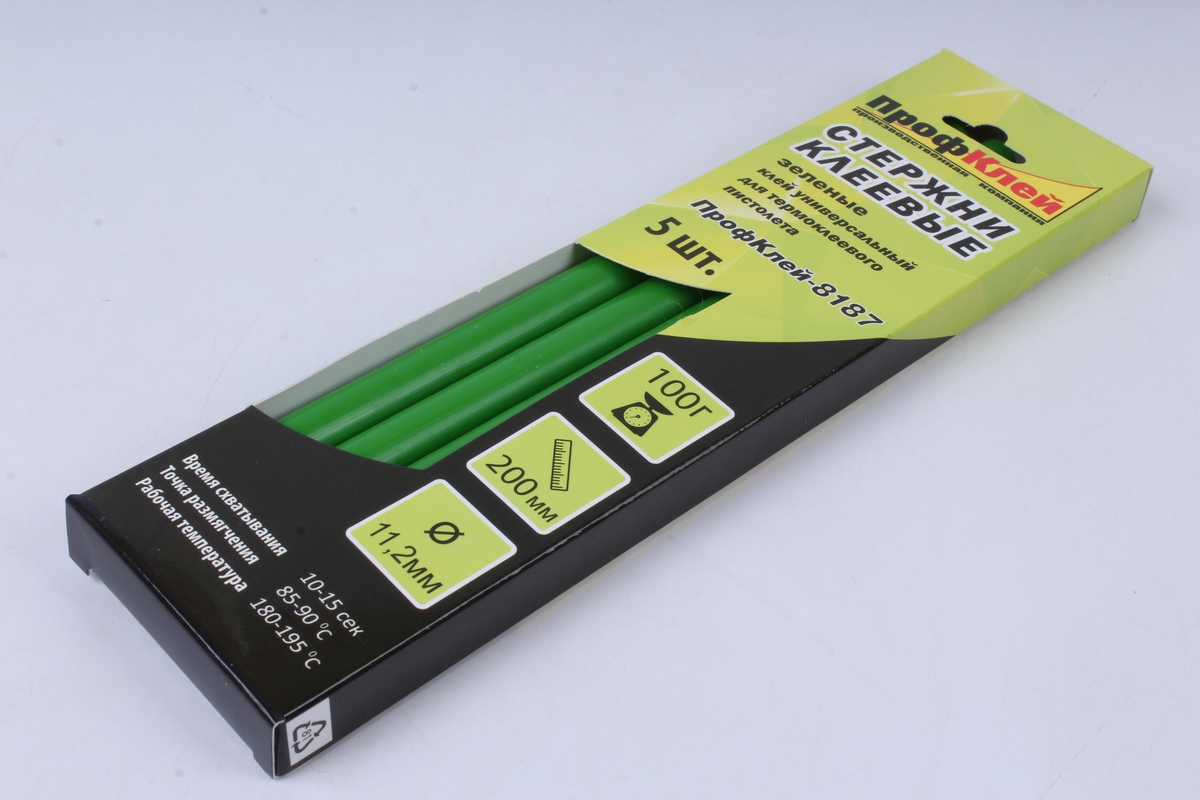 ПрофКлей
производственная компания
СТЕРЖНИ
КЛЕЕВЫЕ
зеленые
клей универсальный
для термоклеевого
пистолета
ПрофКлей-8187
5 шт.
100г
200мм
Ø
11,2мм
Время схватывания 10-15 сек
Точка размягчения 85-90 °С
Рабочая температура 180-195 °С
81